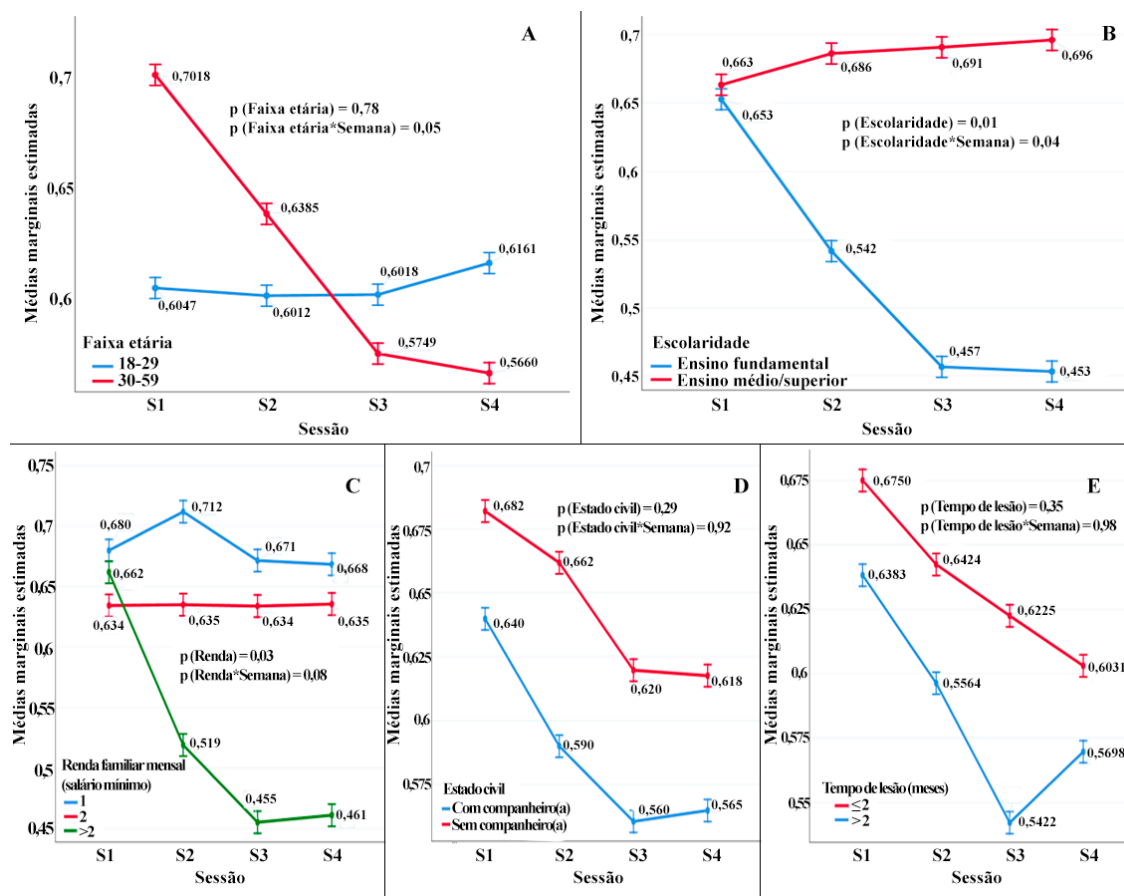 A
Médias marginais estimadas
0,7
0,65
0,6
0,7018
p (Faixa etária) = 0,78
p (Faixa etária*Semana) = 0,05
0,6385
0,6161
0,6018
0,6047
0,6012
0,5749
0,5660
Faixa etária
18-29
30-59
S1 S2 S3 S4
Sessão
B
Médias marginais estimadas
0,7
0,65
0,6
0,55
0,5
0,45
0,663
0,686
0,691
0,696
0,653
p (Escolaridade) = 0,01
p (Escolaridade*Semana) = 0,04
0,542
0,457
0,453
Escolaridade
Ensino fundamental
Ensino médio/superior
S1 S2 S3 S4
Sessão
C
Médias marginais estimadas
0,75
0,7
0,65
0,6
0,55
0,5
0,45
0,680
0,712
0,671
0,668
0,662
0,634
0,635
0,634
0,635
p (Renda) = 0,03
p (Renda*Semana) = 0,08
0,519
0,455
0,461
Renda familiar mensal
(salário mínimo)
1
2
>2
S1 S2 S3 S4
Sessão
D
Médias marginais estimadas
0,7
0,675
0,65
0,625
0,6
0,575
0,682
p (Estado civil) = 0,29
p (Estado civil*Semana) = 0,92
0,662
0,640
0,620
0,618
0,590
0,560
0,565
Estado civil
Com companheiro(a)
Sem companheiro(a)
S1 S2 S3 S4
Sessão
E
Médias marginais estimadas
0,675
0,65
0,625
0,6
0,575
0,55
0,6750
p (Tempo de lesão) = 0,35
p (Tempo de lesão*Semana) = 0,98
0,6424
0,6383
0,6225
0,6031
0,5564
0,5698
0,5422
Tempo de lesão (meses)
≤2
>2
S1 S2 S3 S4
Sessão